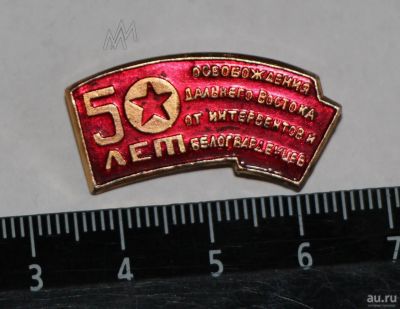 50
ЛЕТ
ОСВОБОЖДЕНИЯ
ДАЛЬНЕГО ВОСТОКА
ОТ ИНТЕРВЕНТОВ И
БЕЛОГВАРДЕЙЦЕВ
3 4 5 6 7
au.ru